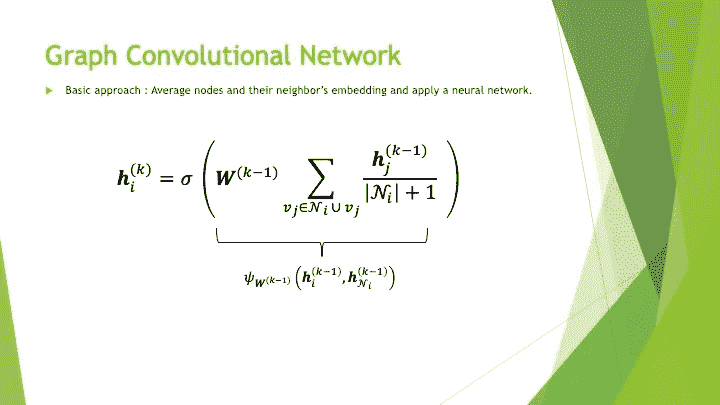 Graph Convolutional Network
Basic approach : Average nodes and their neighbor's embedding and apply a neural network.
$\boldsymbol{h}_i^{(k)} = \sigma \left( \boldsymbol{W}^{(k-1)} \sum_{v_j \in \mathcal{N}_i \cup v_j} \frac{\boldsymbol{h}_j^{(k-1)}}{|\mathcal{N}_i| + 1} \right)$
$\psi_{\boldsymbol{W}^{(k-1)}} \left( \boldsymbol{h}_i^{(k-1)}, \boldsymbol{h}_{\mathcal{N}_i}^{(k-1)} \right)$